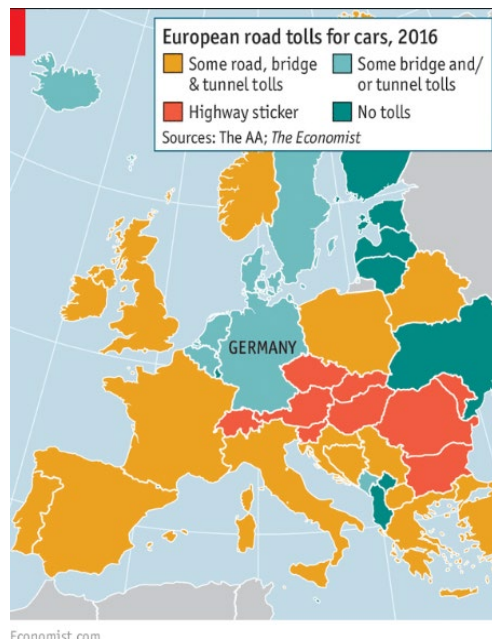 European road tolls for cars, 2016
Some road, bridge
& tunnel tolls
Some bridge and/
or tunnel tolls
Highway sticker
No tolls
Sources: The AA; The Economist
GERMANY
Economist.com